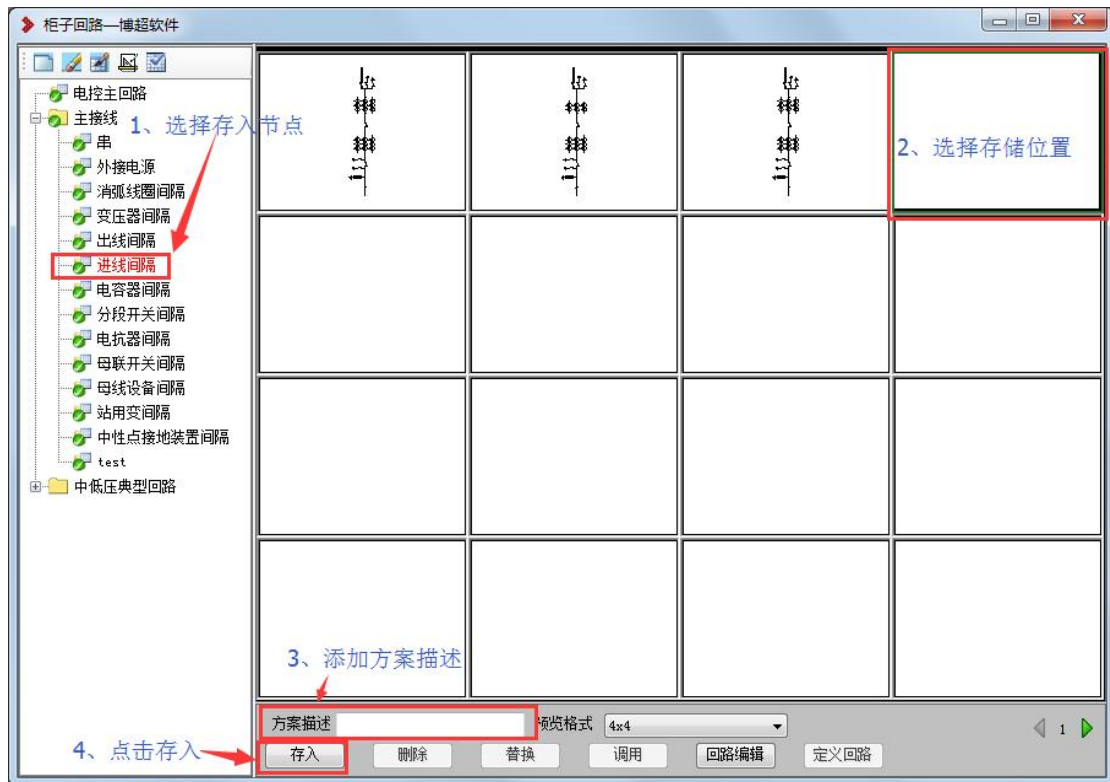 柜子回路—博超软件
电控主回路
主接线
1、选择存入节点
串
外接电源
2、选择存储位置
消弧线圈间隔
变压器间隔
出线间隔
进线间隔
电容器间隔
分段开关间隔
电抗器间隔
母联开关间隔
母线设备间隔
站用变间隔
中性点接地装置间隔
test
中低压典型回路
3、添加方案描述
方案描述 预览格式 4x4 1
4、点击存入 存入 删除 替换 调用 回路编辑 定义回路